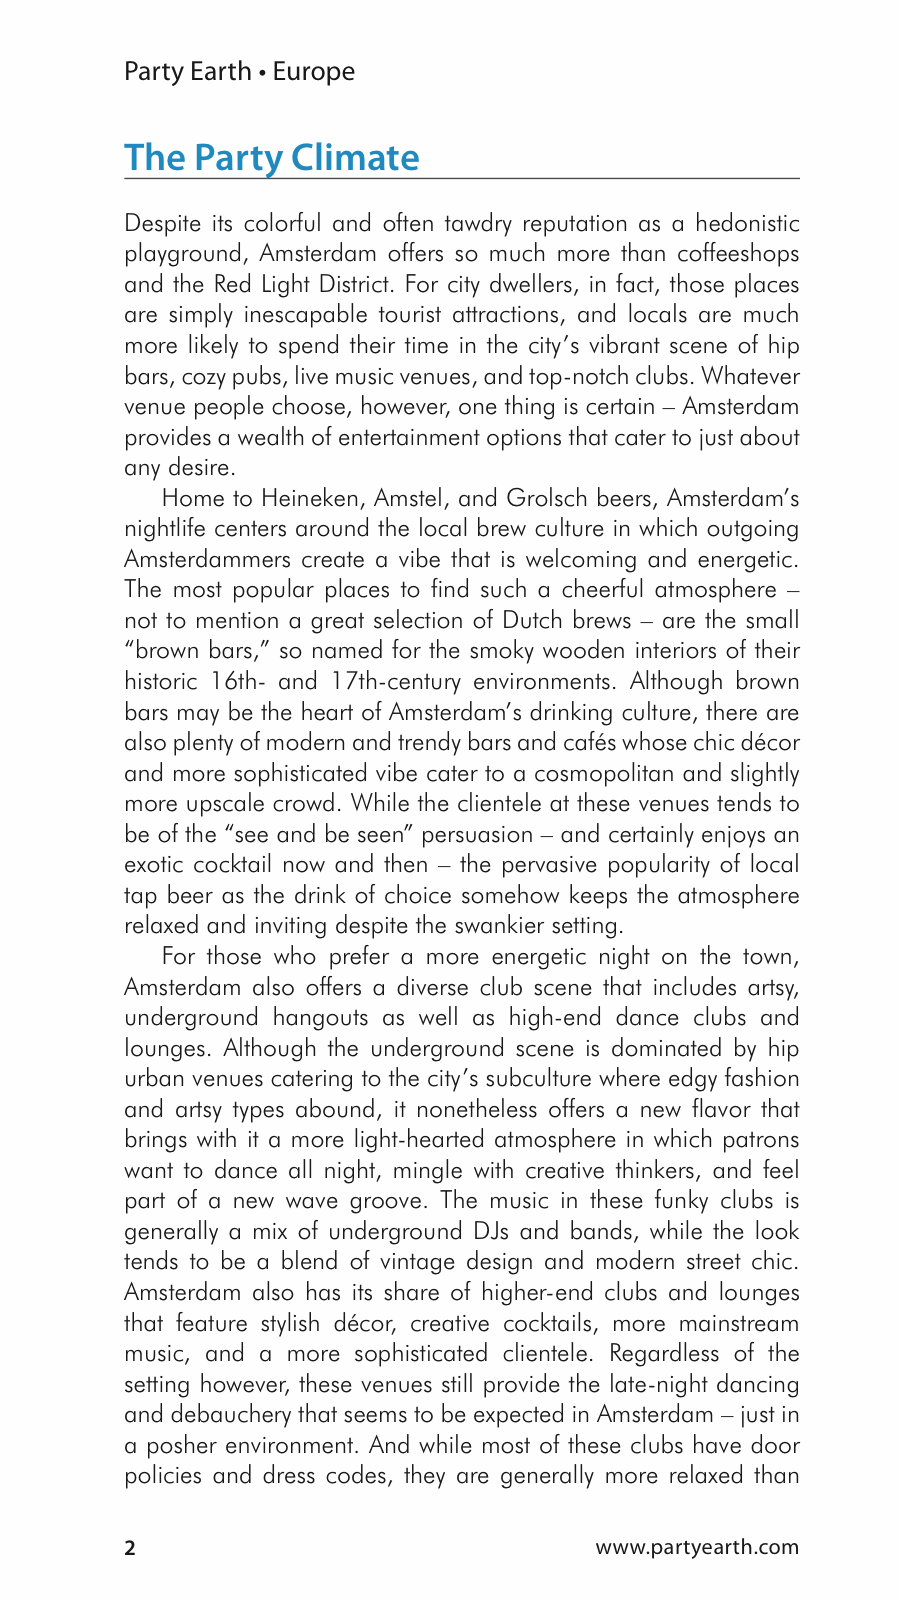 Party Earth • Europe
The Party Climate
Despite its colorful and often tawdry reputation as a hedonistic
playground, Amsterdam offers so much more than coffeeshops
and the Red Light District. For city dwellers, in fact, those places
are simply inescapable tourist attractions, and locals are much
more likely to spend their time in the city’s vibrant scene of hip
bars, cozy pubs, live music venues, and top-notch clubs. Whatever
venue people choose, however, one thing is certain – Amsterdam
provides a wealth of entertainment options that cater to just about
any desire.
Home to Heineken, Amstel, and Grolsch beers, Amsterdam’s
nightlife centers around the local brew culture in which outgoing
Amsterdammers create a vibe that is welcoming and energetic.
The most popular places to find such a cheerful atmosphere –
not to mention a great selection of Dutch brews – are the small
“brown bars,” so named for the smoky wooden interiors of their
historic 16th- and 17th-century environments. Although brown
bars may be the heart of Amsterdam’s drinking culture, there are
also plenty of modern and trendy bars and cafés whose chic décor
and more sophisticated vibe cater to a cosmopolitan and slightly
more upscale crowd. While the clientele at these venues tends to
be of the “see and be seen” persuasion – and certainly enjoys an
exotic cocktail now and then – the pervasive popularity of local
tap beer as the drink of choice somehow keeps the atmosphere
relaxed and inviting despite the swankier setting.
For those who prefer a more energetic night on the town,
Amsterdam also offers a diverse club scene that includes artsy,
underground hangouts as well as high-end dance clubs and
lounges. Although the underground scene is dominated by hip
urban venues catering to the city’s subculture where edgy fashion
and artsy types abound, it nonetheless offers a new flavor that
brings with it a more light-hearted atmosphere in which patrons
want to dance all night, mingle with creative thinkers, and feel
part of a new wave groove. The music in these funky clubs is
generally a mix of underground DJs and bands, while the look
tends to be a blend of vintage design and modern street chic.
Amsterdam also has its share of higher-end clubs and lounges
that feature stylish décor, creative cocktails, more mainstream
music, and a more sophisticated clientele. Regardless of the
setting however, these venues still provide the late-night dancing
and debauchery that seems to be expected in Amsterdam – just in
a posher environment. And while most of these clubs have door
policies and dress codes, they are generally more relaxed than
2 www.partyearth.com